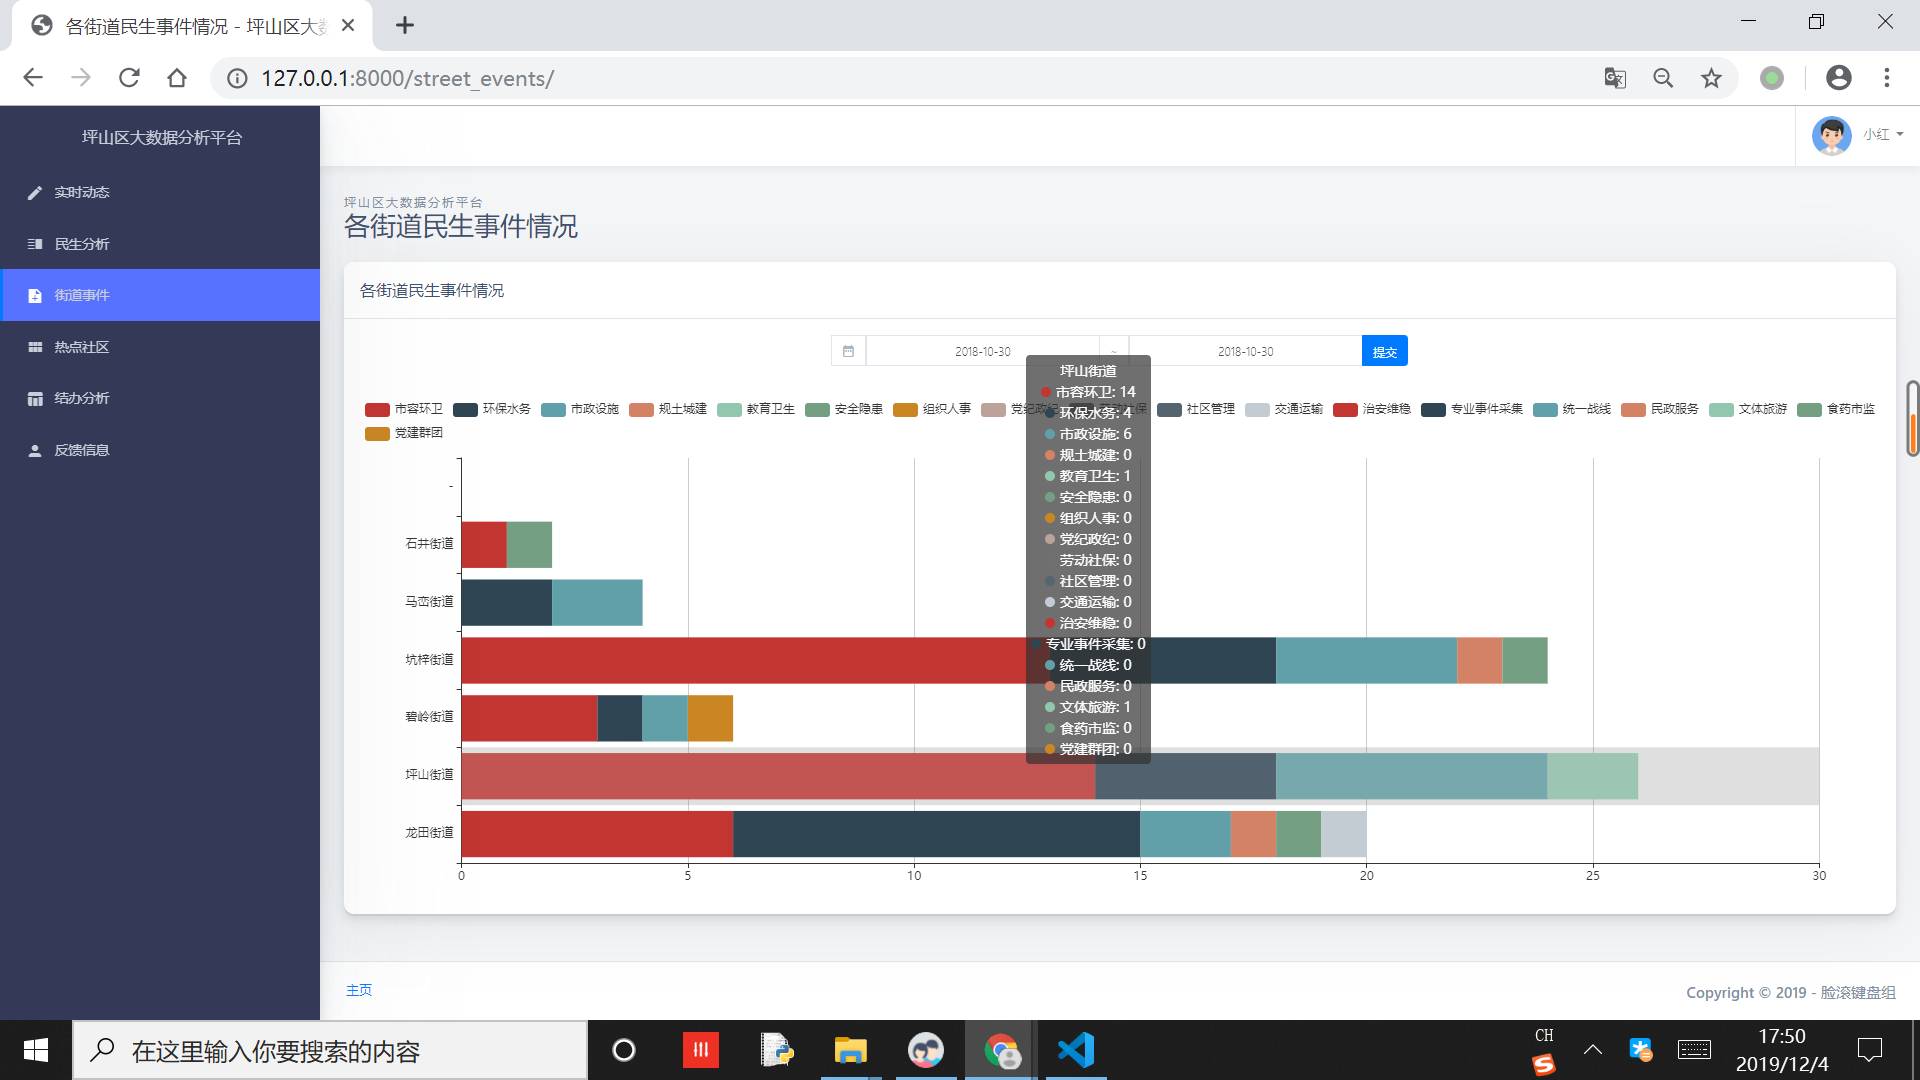 各街道民生事件情况 - 坪山区大
127.0.0.1:8000/street_events/
坪山区大数据分析平台
小红
实时动态
民生分析
街道事件
热点社区
结办分析
反馈信息
坪山区大数据分析平台
各街道民生事件情况
各街道民生事件情况
2018-10-30 ~ 2018-10-30 提交
市容环卫 环保水务 市政设施 规土城建 教育卫生 安全隐患 组织人事 党纪政纪 社区管理 交通运输 治安维稳 专业事件采集 统一战线 民政服务 文体旅游 食药市监
党建群团
坪山街道
市容环卫: 14
环保水务: 4
市政设施: 6
规土城建: 0
教育卫生: 1
安全隐患: 0
组织人事: 0
党纪政纪: 0
劳动社保: 0
社区管理: 0
交通运输: 0
治安维稳: 0
专业事件采集: 0
统一战线: 0
民政服务: 0
文体旅游: 1
食药市监: 0
党建群团: 0
-
石井街道
马峦街道
坑梓街道
碧岭街道
坪山街道
龙田街道
0 5 10 15 20 25 30
主页
Copyright © 2019 - 脸滚键盘组
在这里输入你要搜索的内容
CH
17:50
2019/12/4